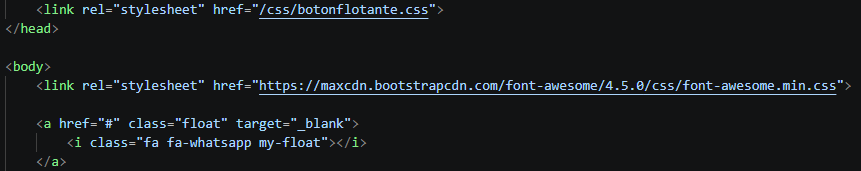 <link rel="stylesheet" href="/css/botonflotante.css">
</head>
<body>
<link rel="stylesheet" href="https://maxcdn.bootstrapcdn.com/font-awesome/4.5.0/css/font-awesome.min.css">
<a href="#" class="float" target="_blank">
<i class="fa fa-whatsapp my-float"></i>
</a>